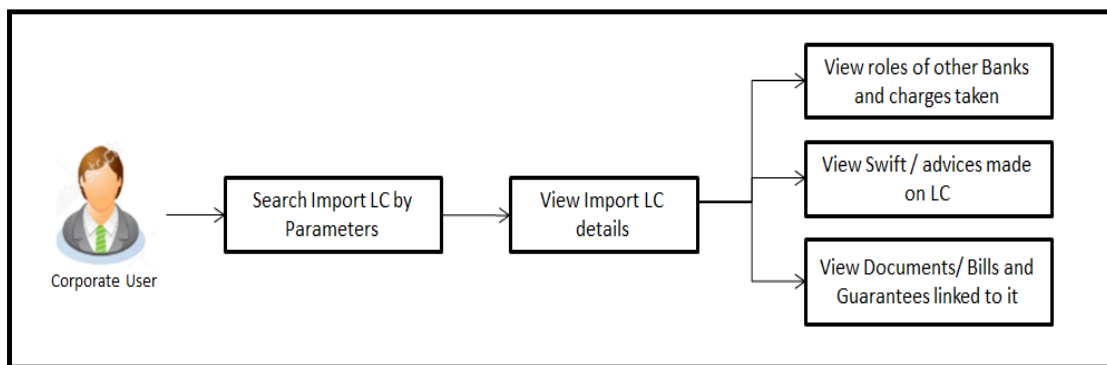 View roles of other Banks
and charges taken
Search Import LC by
Parameters
View Import LC
details
View Swift / advices made
on LC
Corporate User
View Documents/ Bills and
Guarantees linked to it